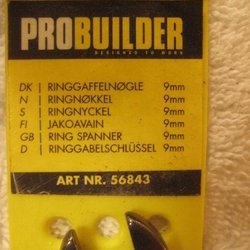 PROBUILDER
DESIGNED TO WORK
DK | RINGGAFFELNØGLE 9mm
N | RINGNØKKEL 9mm
S | RINGNYCKEL 9mm
FI | JAKOAVAIN 9mm
GB | RING SPANNER 9mm
D | RINGGABELSCHLÜSSEL 9mm
ART NR. 56843